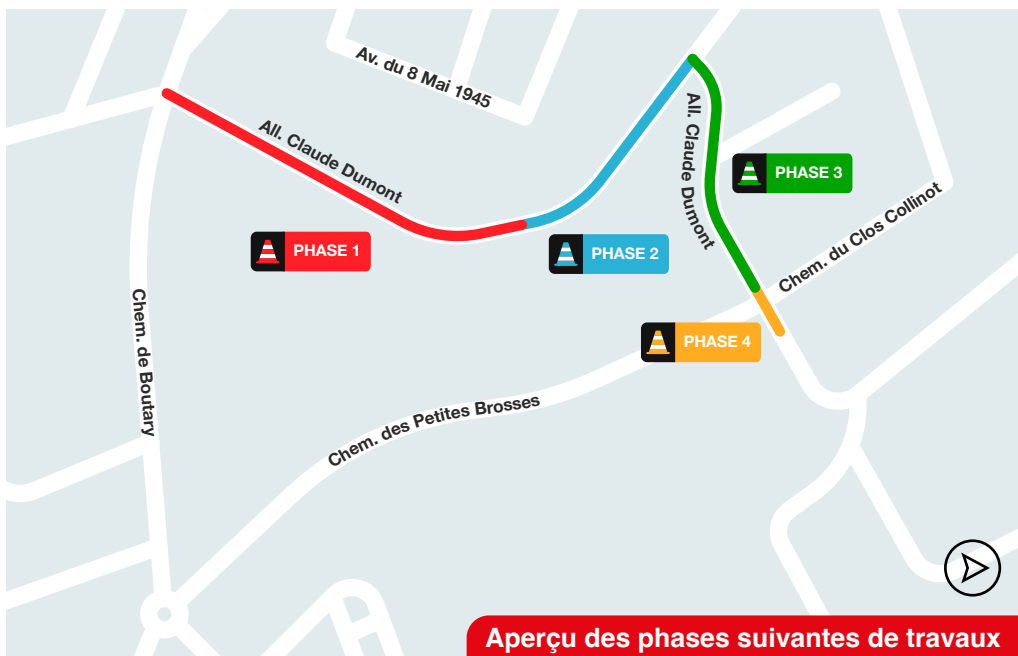 Av. du 8 Mai 1945
All. Claude Dumont
All. Claude Dumont
PHASE 3
PHASE 1
PHASE 2
Chem. du Clos Collinot
Chem. de Boutary
PHASE 4
Chem. des Petites Brosses
Aperçu des phases suivantes de travaux